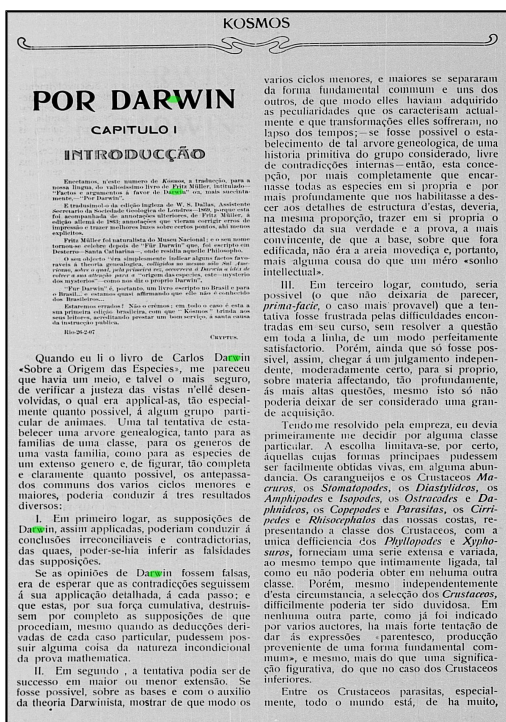 KOSMOS
POR DARWIN
CAPITULO I
INTRODUCÇÃO
Encetamos, n'este numero de Kosmos, a traducção, para a
nossa lingua, do valiosissimo livro de Fritz Müller, intitulado—
"Factos e argumentos a favor de Darwin" ou, mais succinta-
mente,—"Por Darwin".
E traduzimol-o da edição ingleza de W. S. Dallas, Assistente
Secretario da Sociedade Geologica de Londres—1869, porque esta
foi acompanhada de annotações ulteriores, de Fritz Müller, á
edição allemã de 1863; annotações que vieram corrigir erros de
impressão e trazer melhores luzes sobre certos pontos, ahi menos
explicitos.
Fritz Müller foi naturalista do Museu Nacional; e o seu nome
tornou-se celebre depois de "Für Darwin" que, foi escripto em
Desterro—Santa Catharina—, onde residia aquelle Philosopho.
O seu objecto "éra simplesmente indicar alguns factos favo-
raveis á theoria genealogica, colligidos no mesmo sólo Sul Ame-
ricano, sobre o qual, pela primeira vez, occorreu á Darwin a idéa de
volver a sua attenção para a "origem das especies, esse mysterio
dos mysterios"—como nos diz o proprio Darwin".
"Für Darwin" é, portanto, um livro escripto no Brazil e para
o Brasil... e estamos quasi affirmando que elle não é conhecido
dos Brasileiros...
Estaremos errados? Não o crêmos; em todo o caso é esta a
sua primeira edição brasileira, com que "Kosmos" brinda aos
seus leitores, acreditando prestar um bom serviço, á santa causa
da instrucção publica.
Rio-26-2-07
CRYPTUS.
Quando eu li o livro de Carlos Darwin
«Sobre a Origem das Especies», me pareceu
que havia um meio, e talvel o mais seguro,
de verificar a justeza das vistas n'ellé desen-
volvidas, o qual era applical-as, tão especial-
mente quanto possivel, á algum grupo parti-
cular de animaes. Uma tal tentativa de esta-
belecer uma arvore genealogica, tanto para as
familias de uma classe, para os generos de
uma vasta familia, como para as especies de
um extenso genero e, de figurar, tão completa
e claramente quanto possivel, os antepassa-
dos communs dos varios ciclos menores e
maiores, poderia conduzir á tres resultados
diversos:
I. Em primeiro logar, as supposições de
Darwin, assim applicadas, poderiam conduzir á
conclusões irreconciliaveis e contradictorias,
das quaes, poder-se-hia inferir as falsidades
das supposições.
Se as opiniões de Darwin fossem falsas,
era de esperar que as contradicções seguissem
á sua applicação detalhada, á cada passo; e
que estas, por sua força cumulativa, destruis-
sem por completo as supposições de que
procediam, mesmo quando as deducções deri-
vadas de cada caso particular, pudessem pos-
suir alguma coisa da natureza incondicional
da prova mathematica.
II. Em segundo , a tentativa podia ser de
successo em maior ou menor extensão. Se
fosse possivel, sobre as bases e com o auxilio
da theoria Darwinista, mostrar de que modo os
varios ciclos menores, e maiores se separaram
da forma fundamental commum e uns dos
outros, de que modo elles haviam adquirido
as peculiaridades que os caracterisam actual-
mente e que transformações elles soffreram, no
lapso dos tempos;—se fosse possivel o esta-
belecimento de tal arvore geneologica, de uma
historia primitiva do grupo considerado, livre
de contradicções internas—então, esta conce-
pção, por mais completamente que encar-
nasse todas as especies em si propria e por
mais profundamente que nos habilitasse a des-
cer aos detalhes de estructura d'estas, deveria,
na mesma proporção, trazer em si propria o
attestado da sua verdade e a prova, a mais
convincente, de que a base, sobre que fora
edificada, não éra a areia movediça e, portanto,
mais alguma cousa do que um méro «sonho
intellectual».
III. Em terceiro logar, comtudo, seria
possivel (o que não deixaria de parecer,
prima-facie, o caso mais provavel) que a ten-
tativa fosse frustrada pelas difficuldades encon-
tradas em seu curso, sem resolver a questão
em toda a linha, de um modo perfeitamente
satisfactorio. Porém, ainda que só fosse pos-
sivel, assim, chegar á um julgamento indepen-
dente, moderadamente certo, para si proprio,
sobre materia affectando, tão profundamente,
ás mais altas questões, mesmo isto só não
poderia deixar de ser considerado uma gran-
de acquisição.
Tendo me resolvido pela empreza, eu devia
primeiramente me decidir por alguma classe
particular. A escolha limitava-se, por certo,
áquellas cujas formas principaes pudessem
ser facilmente obtidas vivas, em alguma abun-
dancia. Os carangueijos e os Crustaceos Ma-
cruros, os Stomatopodes, os Diastylideos, os
Amphipodes e Isopodes, os Ostracodes e Da-
phnideos, os Copepodes e Parasitas, os Cirri-
pedes e Rhisocephalos das nossas costas, re-
presentando a classe dos Crustaceos, com a
unica defficiencia dos Phyllopodes e Xypho-
suros, forneciam uma serie extensa e variada,
ao mesmo tempo que intimamente ligada, tal
como eu não poderia obter em nehuma outra
classe. Porém, mesmo independentemente
d'esta circumstancia, a selecção dos Crustaceos,
difficilmente poderia ter sido duvidosa. Em
nenhuma outra parte, como já foi indicado
por varios auctores, ha mais forte tentação de
dar ás expressões «parentesco, producção
proveniente de uma forma fundamental com-
mum», e mesmo, mais do que uma significa-
ção figurativa, do que no caso dos Crustaceos
inferiores.
Entre os Crustaceos parasitas, especial-
mente, todo o mundo está, de ha muito,